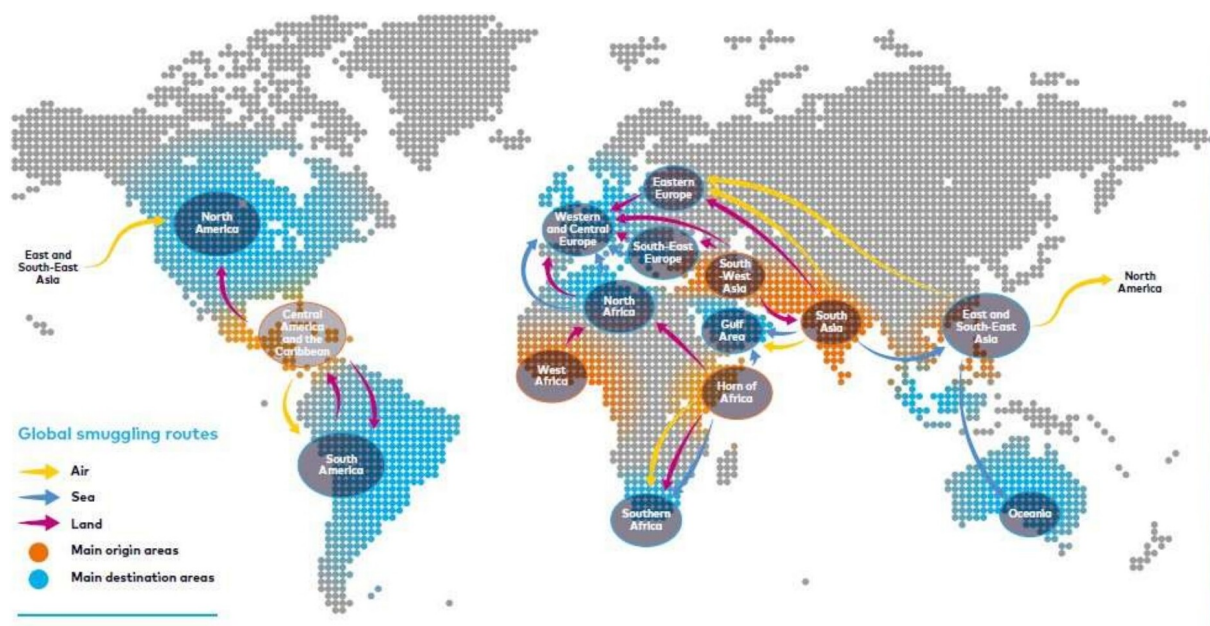 Eastern
Europe
North
America
Western
and Central
Europe
South-East
Europe
East and
South-East
Asia
South
-West
Asia
North
America
North
Africa
Central
America
and the
Caribbean
Gulf
Area
South
Asia
East and
South-East
Asia
West
Africa
Horn of
Africa
South
America
Southern
Africa
Oceania
Global smuggling routes
Air
Sea
Land
Main origin areas
Main destination areas